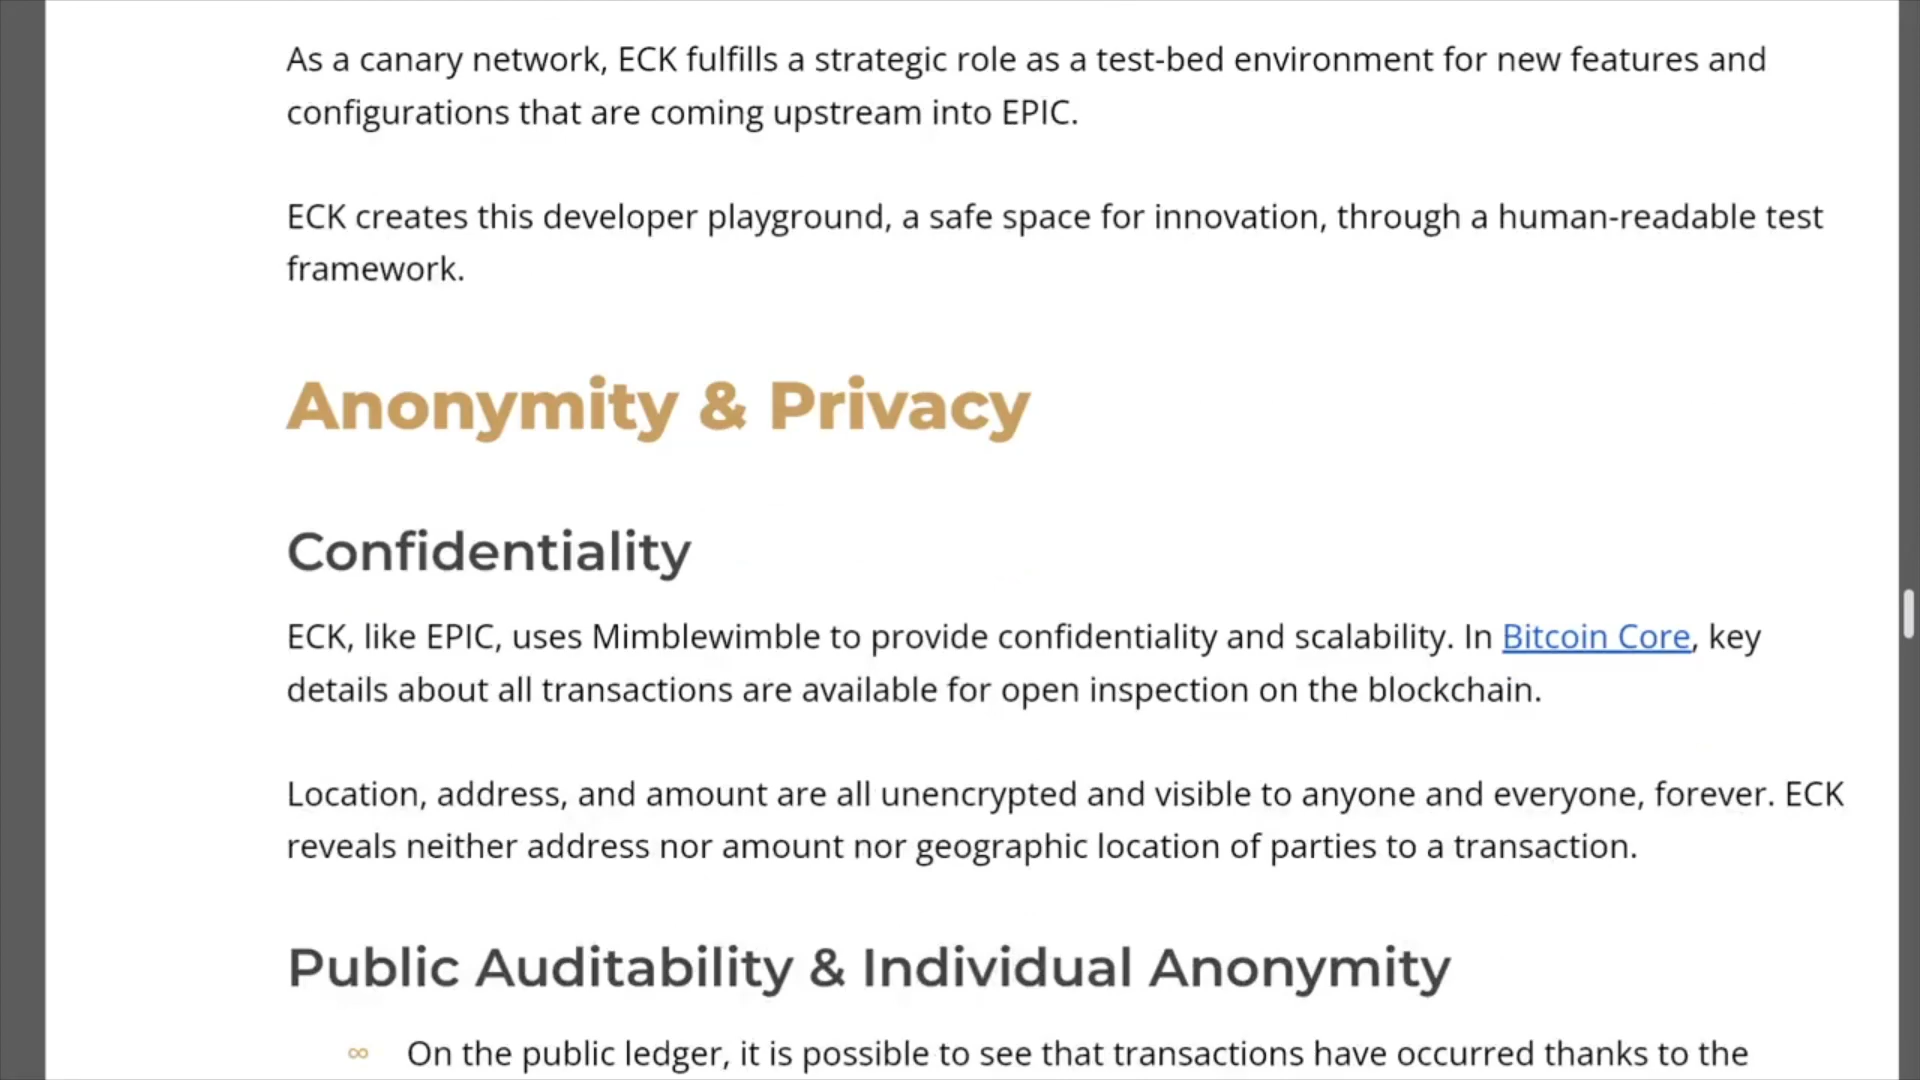 As a canary network, ECK fulfills a strategic role as a test-bed environment for new features and
configurations that are coming upstream into EPIC.
ECK creates this developer playground, a safe space for innovation, through a human-readable test
framework.
Anonymity & Privacy
Confidentiality
ECK, like EPIC, uses Mimblewimble to provide confidentiality and scalability. In Bitcoin Core, key
details about all transactions are available for open inspection on the blockchain.
Location, address, and amount are all unencrypted and visible to anyone and everyone, forever. ECK
reveals neither address nor amount nor geographic location of parties to a transaction.
Public Auditability & Individual Anonymity
∞ On the public ledger, it is possible to see that transactions have occurred thanks to the